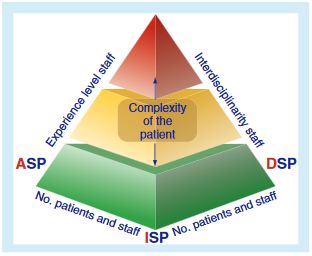 Experience level staff
Interdisciplinarity staff
Complexity
of the
patient
ASP
DSP
No. patients and staff
ISP
No. patients and staff